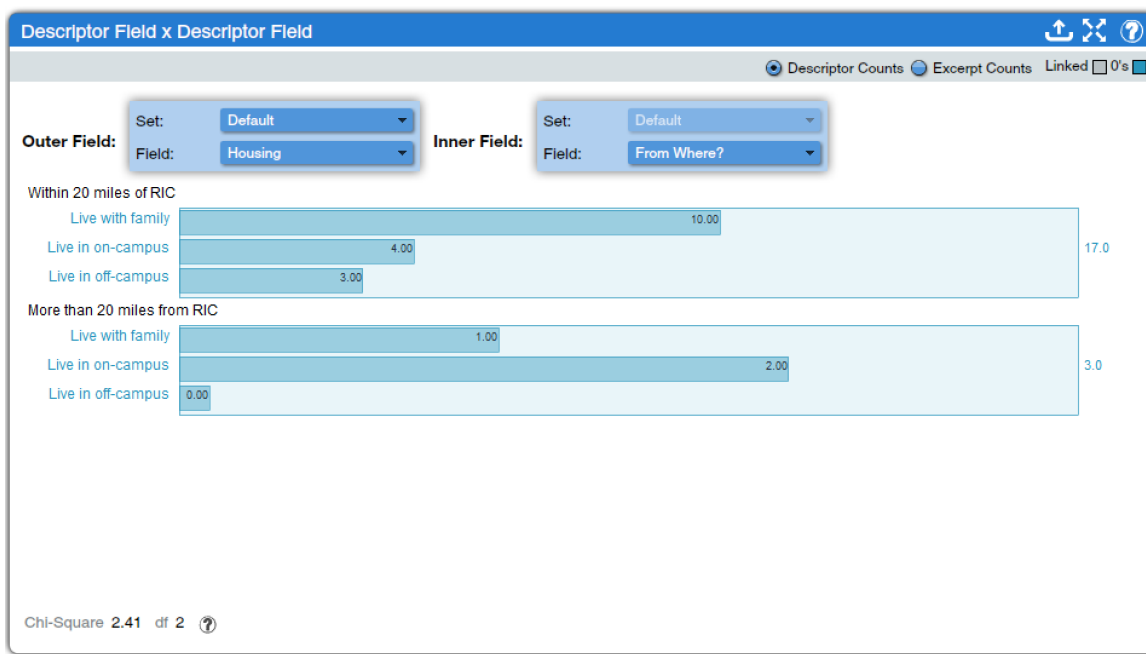 Descriptor Field x Descriptor Field
Descriptor Counts Excerpt Counts Linked 0's
Outer Field: Set: Default Field: Housing
Inner Field: Set: Default Field: From Where?
Within 20 miles of RIC
Live with family 10.00
Live in on-campus 4.00 17.0
Live in off-campus 3.00
More than 20 miles from RIC
Live with family 1.00
Live in on-campus 2.00 3.0
Live in off-campus 0.00
Chi-Square 2.41 df 2 ?